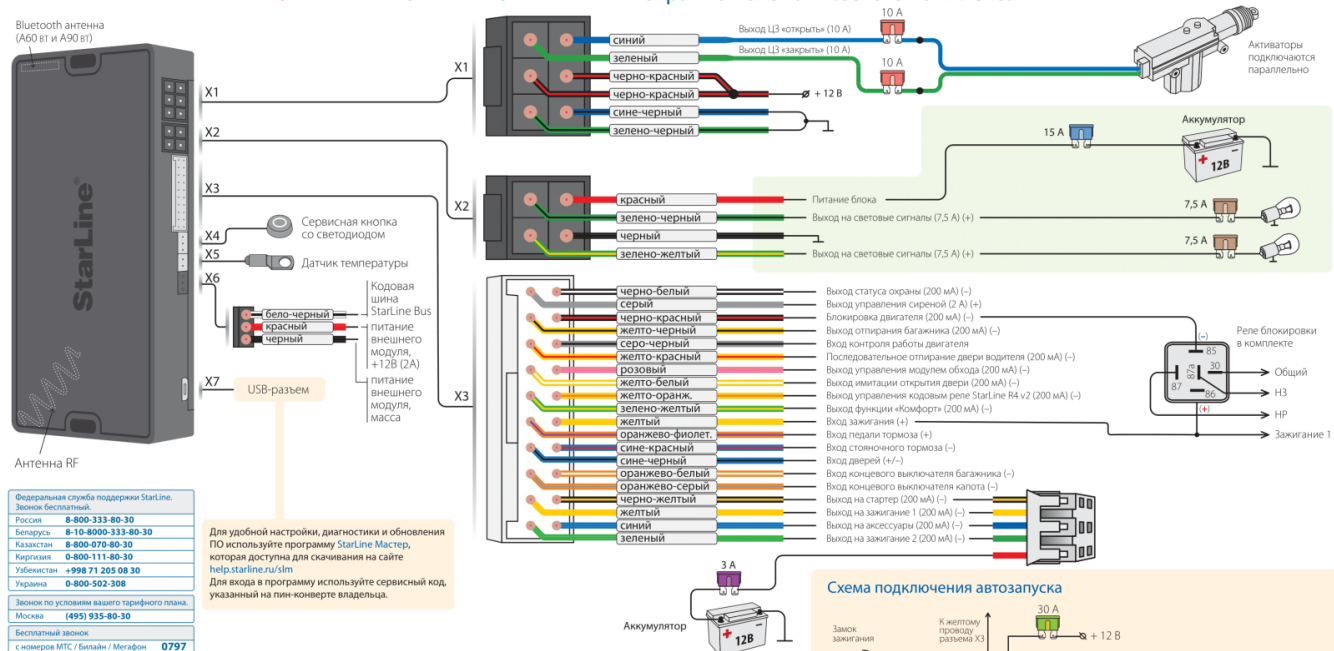 Bluetooth антенна
(A60 ВТ и A90 ВТ)
StarLine®
Антенна RF
X1
X2
X3
X4
X5
X6
X7
Сервисная кнопка
со светодиодом
Датчик температуры
бело-черный
красный
черный
Кодовая
шина
StarLine Bus
питание
внешнего
модуля,
+12В (2А)
питание
внешнего
модуля,
масса
USB-разъем
Для удобной настройки, диагностики и обновления
ПО используйте программу StarLine Мастер,
которая доступна для скачивания на сайте
help.starline.ru/slm
Для входа в программу используйте сервисный код,
указанный на пин-конверте владельца.
Федеральная служба поддержки StarLine.
Звонок бесплатный.
Россия 8-800-333-80-30
Беларусь 8-10-8000-333-80-30
Казахстан 8-800-070-80-30
Киргизия 0-800-111-80-30
Узбекистан +998 71 205 08 30
Украина 0-800-502-308
Звонок по условиям вашего тарифного плана.
Москва (495) 935-80-30
Бесплатный звонок
с номеров МТС / Билайн / Мегафон 0797
X1
синий Выход ЦЗ «открыть» (10 А) 10 А
зеленый Выход ЦЗ «закрыть» (10 А) 10 А
черно-красный
черно-красный + 12 В
сине-черный
зелено-черный
Активаторы
подключаются
параллельно
X2
красный Питание блока 15 А
Аккумулятор
12В
зелено-черный Выход на световые сигналы (7,5 А) (+) 7,5 А
черный
зелено-желтый Выход на световые сигналы (7,5 А) (+) 7,5 А
X3
черно-белый Выход статуса охраны (200 мА) (–)
серый Выход управления сиреной (2 А) (+)
черно-красный Блокировка двигателя (200 мА) (–)
желто-черный Выход отпирания багажника (200 мА) (–)
серо-черный Вход контроля работы двигателя
желто-красный Последовательное отпирание двери водителя (200 мА) (–)
розовый Выход управления модулем обхода (200 мА) (–)
желто-белый Выход имитации открытия двери (200 мА) (–)
желто-оранж. Выход управления кодовым реле StarLine R4 v2 (200 мА) (–)
зелено-желтый Выход функции «Комфорт» (200 мА) (–)
желтый Вход зажигания (+)
оранжево-фиолет. Вход педали тормоза (+)
сине-красный Вход стояночного тормоза (–)
сине-черный Вход дверей (+/–)
оранжево-белый Вход концевого выключателя багажника (–)
оранжево-серый Вход концевого выключателя капота (–)
черно-желтый Выход на стартер (200 мА) (–)
желтый Выход на зажигание 1 (200 мА) (–)
синий Выход на аксессуары (200 мА) (–)
зеленый Выход на зажигание 2 (200 мА) (–)
Реле блокировки
в комплекте
(–)
85
30
87a
87
86
(+)
Общий
НЗ
НР
Зажигание 1
3 А
Аккумулятор
12В
Схема подключения автозапуска
Замок
зажигания
К желтому
проводу
разъема X3
30 А
+ 12 В